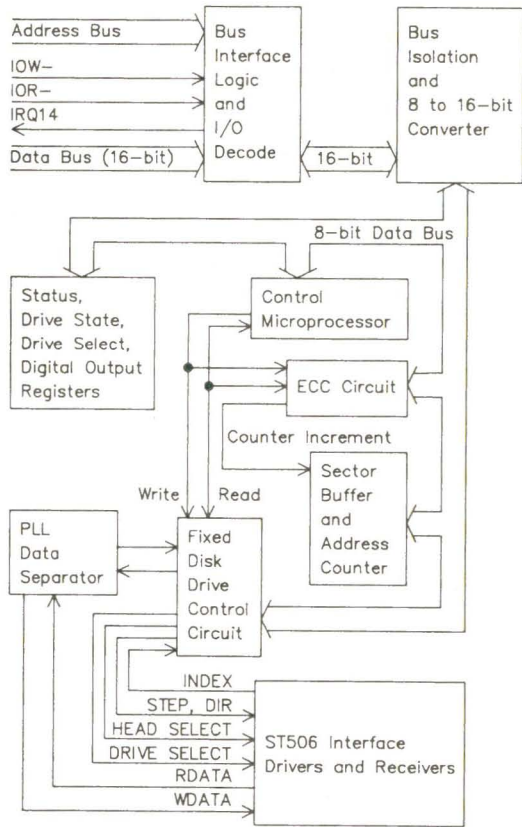 Address Bus
IOW-
IOR-
IRQ14
Data Bus (16-bit)
Bus
Interface
Logic
and
I/O
Decode
16-bit
Bus
Isolation
and
8 to 16-bit
Converter
8-bit Data Bus
Status,
Drive State,
Drive Select,
Digital Output
Registers
Control
Microprocessor
ECC Circuit
Counter Increment
Sector
Buffer
and
Address
Counter
Write
Read
PLL
Data
Separator
Fixed
Disk
Drive
Control
Circuit
INDEX
STEP, DIR
HEAD SELECT
DRIVE SELECT
RDATA
WDATA
ST506 Interface
Drivers and Receivers